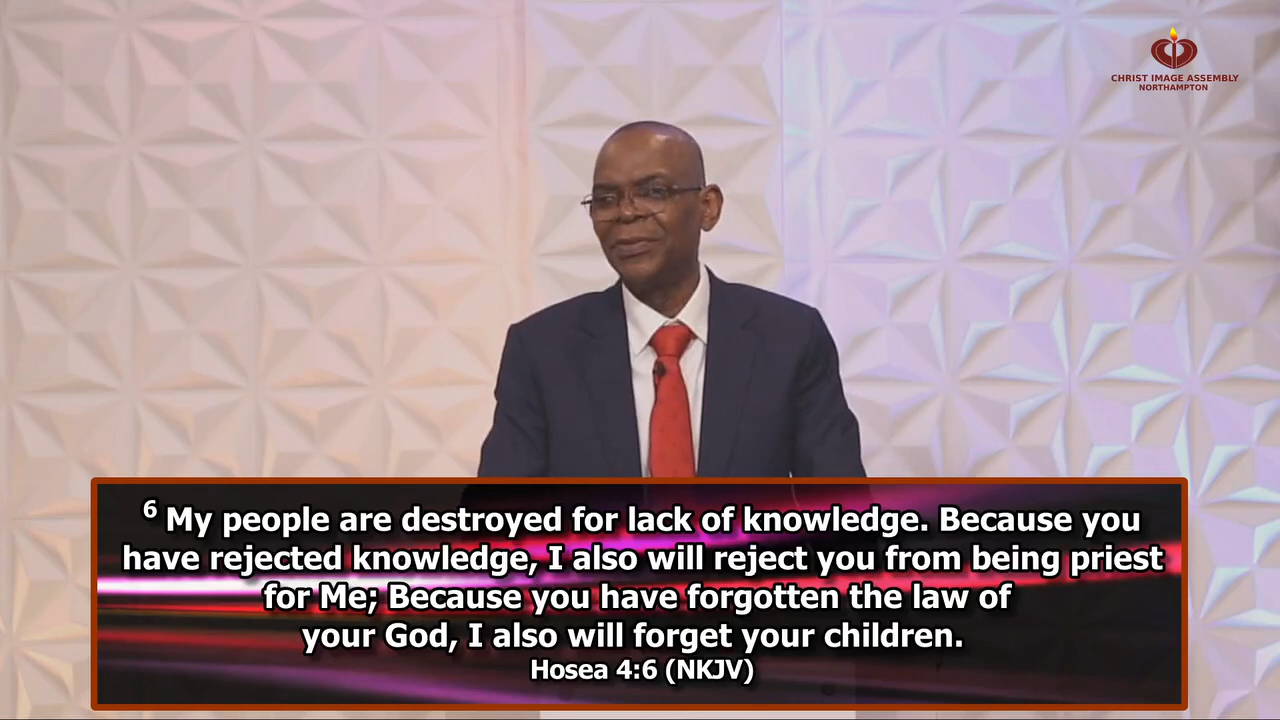 CHRIST IMAGE ASSEMBLY
NORTHAMPTON
6 My people are destroyed for lack of knowledge. Because you
have rejected knowledge, I also will reject you from being priest
for Me; Because you have forgotten the law of
your God, I also will forget your children.
Hosea 4:6 (NKJV)